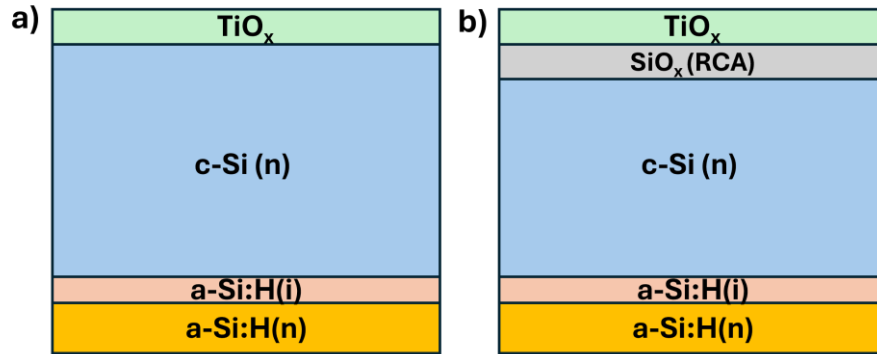 a)
TiOₓ
c-Si (n)
a-Si:H(i)
a-Si:H(n)
b)
TiOₓ
SiOₓ (RCA)
c-Si (n)
a-Si:H(i)
a-Si:H(n)